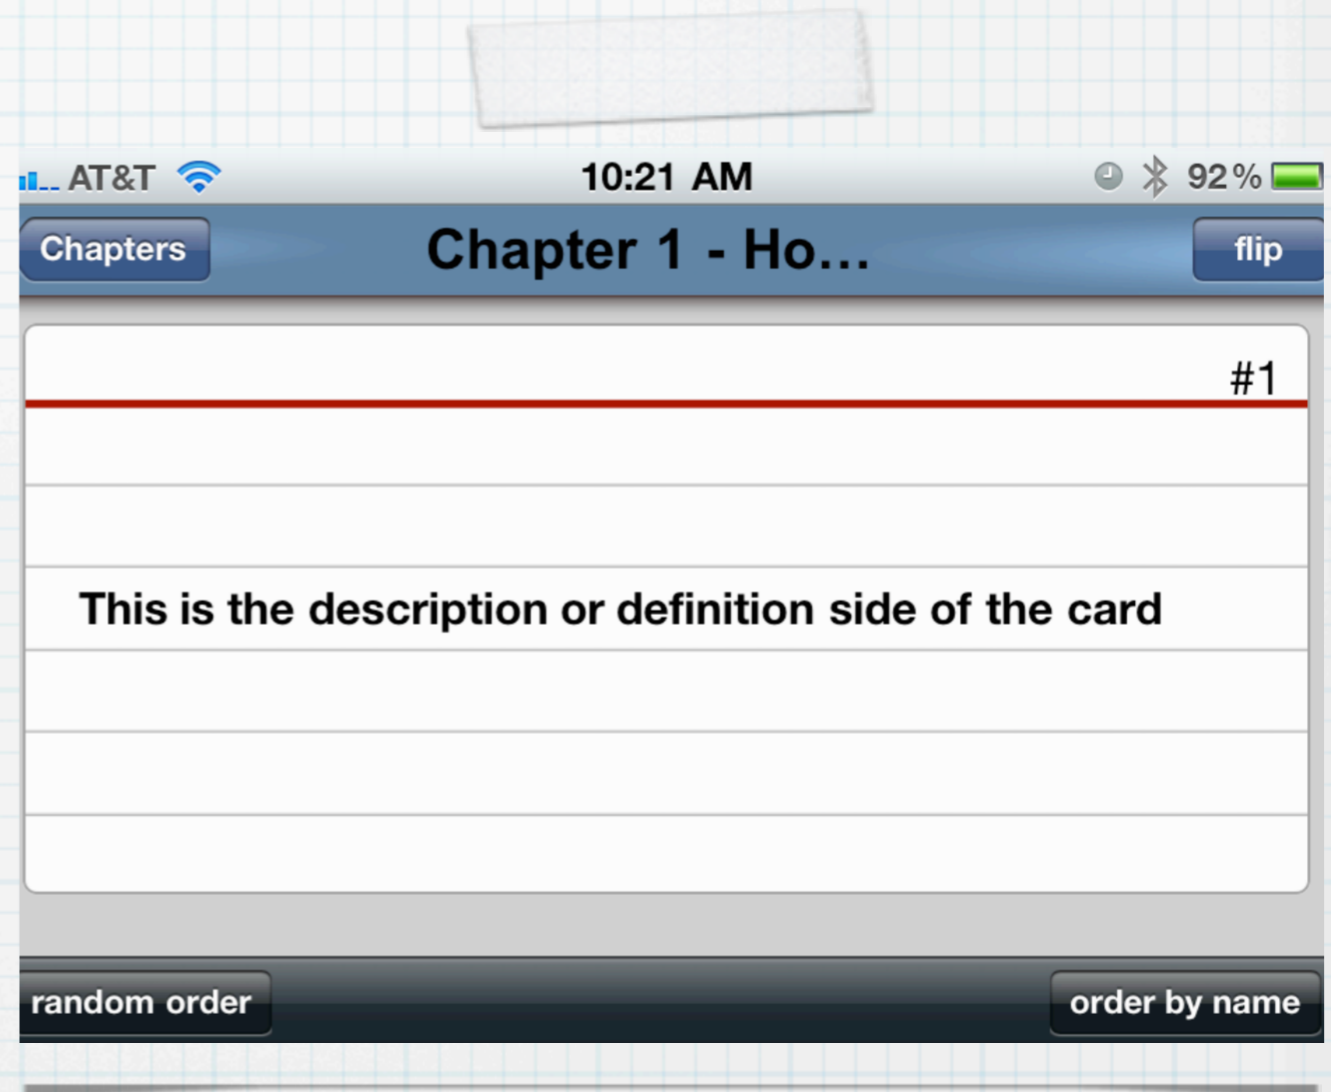 AT&T 10:21 AM 92%
Chapters Chapter 1 - Ho... flip
#1
This is the description or definition side of the card
random order order by name